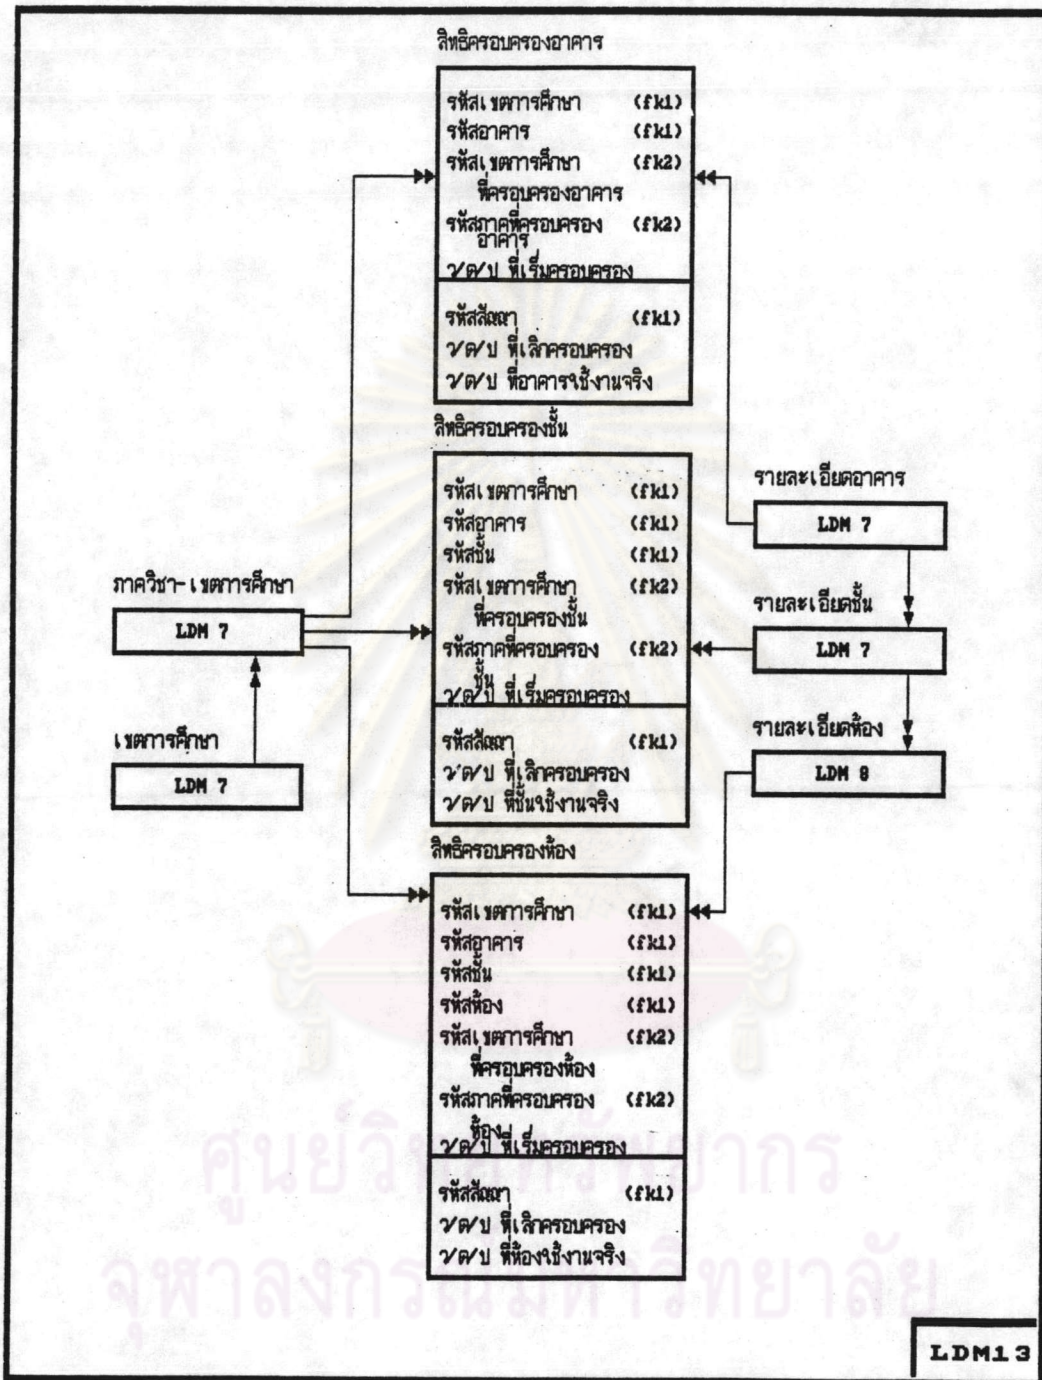 สิทธิครอบครองอาคาร
รหัสเขตการศึกษา (fk1)
รหัสอาคาร (fk1)
รหัสเขตการศึกษา (fk2)
ที่ครอบครองอาคาร
รหัสภาคที่ครอบครอง (fk2)
อาคาร
ว/ด/ป ที่เริ่มครอบครอง
รหัสสัญญา (fk1)
ว/ด/ป ที่เลิกครอบครอง
ว/ด/ป ที่อาคารใช้งานจริง
สิทธิครอบครองชั้น
รหัสเขตการศึกษา (fk1)
รหัสอาคาร (fk1)
รหัสชั้น (fk1)
รหัสเขตการศึกษา (fk2)
ที่ครอบครองชั้น
รหัสภาคที่ครอบครอง (fk2)
ชั้น
ว/ด/ป ที่เริ่มครอบครอง
รหัสสัญญา (fk1)
ว/ด/ป ที่เลิกครอบครอง
ว/ด/ป ที่ชั้นใช้งานจริง
ภาควิชา-เขตการศึกษา
LDM 7
เขตการศึกษา
LDM 7
รายละเอียดอาคาร
LDM 7
รายละเอียดชั้น
LDM 7
รายละเอียดห้อง
LDM 8
สิทธิครอบครองห้อง
รหัสเขตการศึกษา (fk1)
รหัสอาคาร (fk1)
รหัสชั้น (fk1)
รหัสห้อง (fk1)
รหัสเขตการศึกษา (fk2)
ที่ครอบครองห้อง
รหัสภาคที่ครอบครอง (fk2)
ห้อง
ว/ด/ป ที่เริ่มครอบครอง
รหัสสัญญา (fk1)
ว/ด/ป ที่เลิกครอบครอง
ว/ด/ป ที่ห้องใช้งานจริง
ศูนย์วิทยทรัพยากร
จุฬาลงกรณ์มหาวิทยาลัย
LDM13